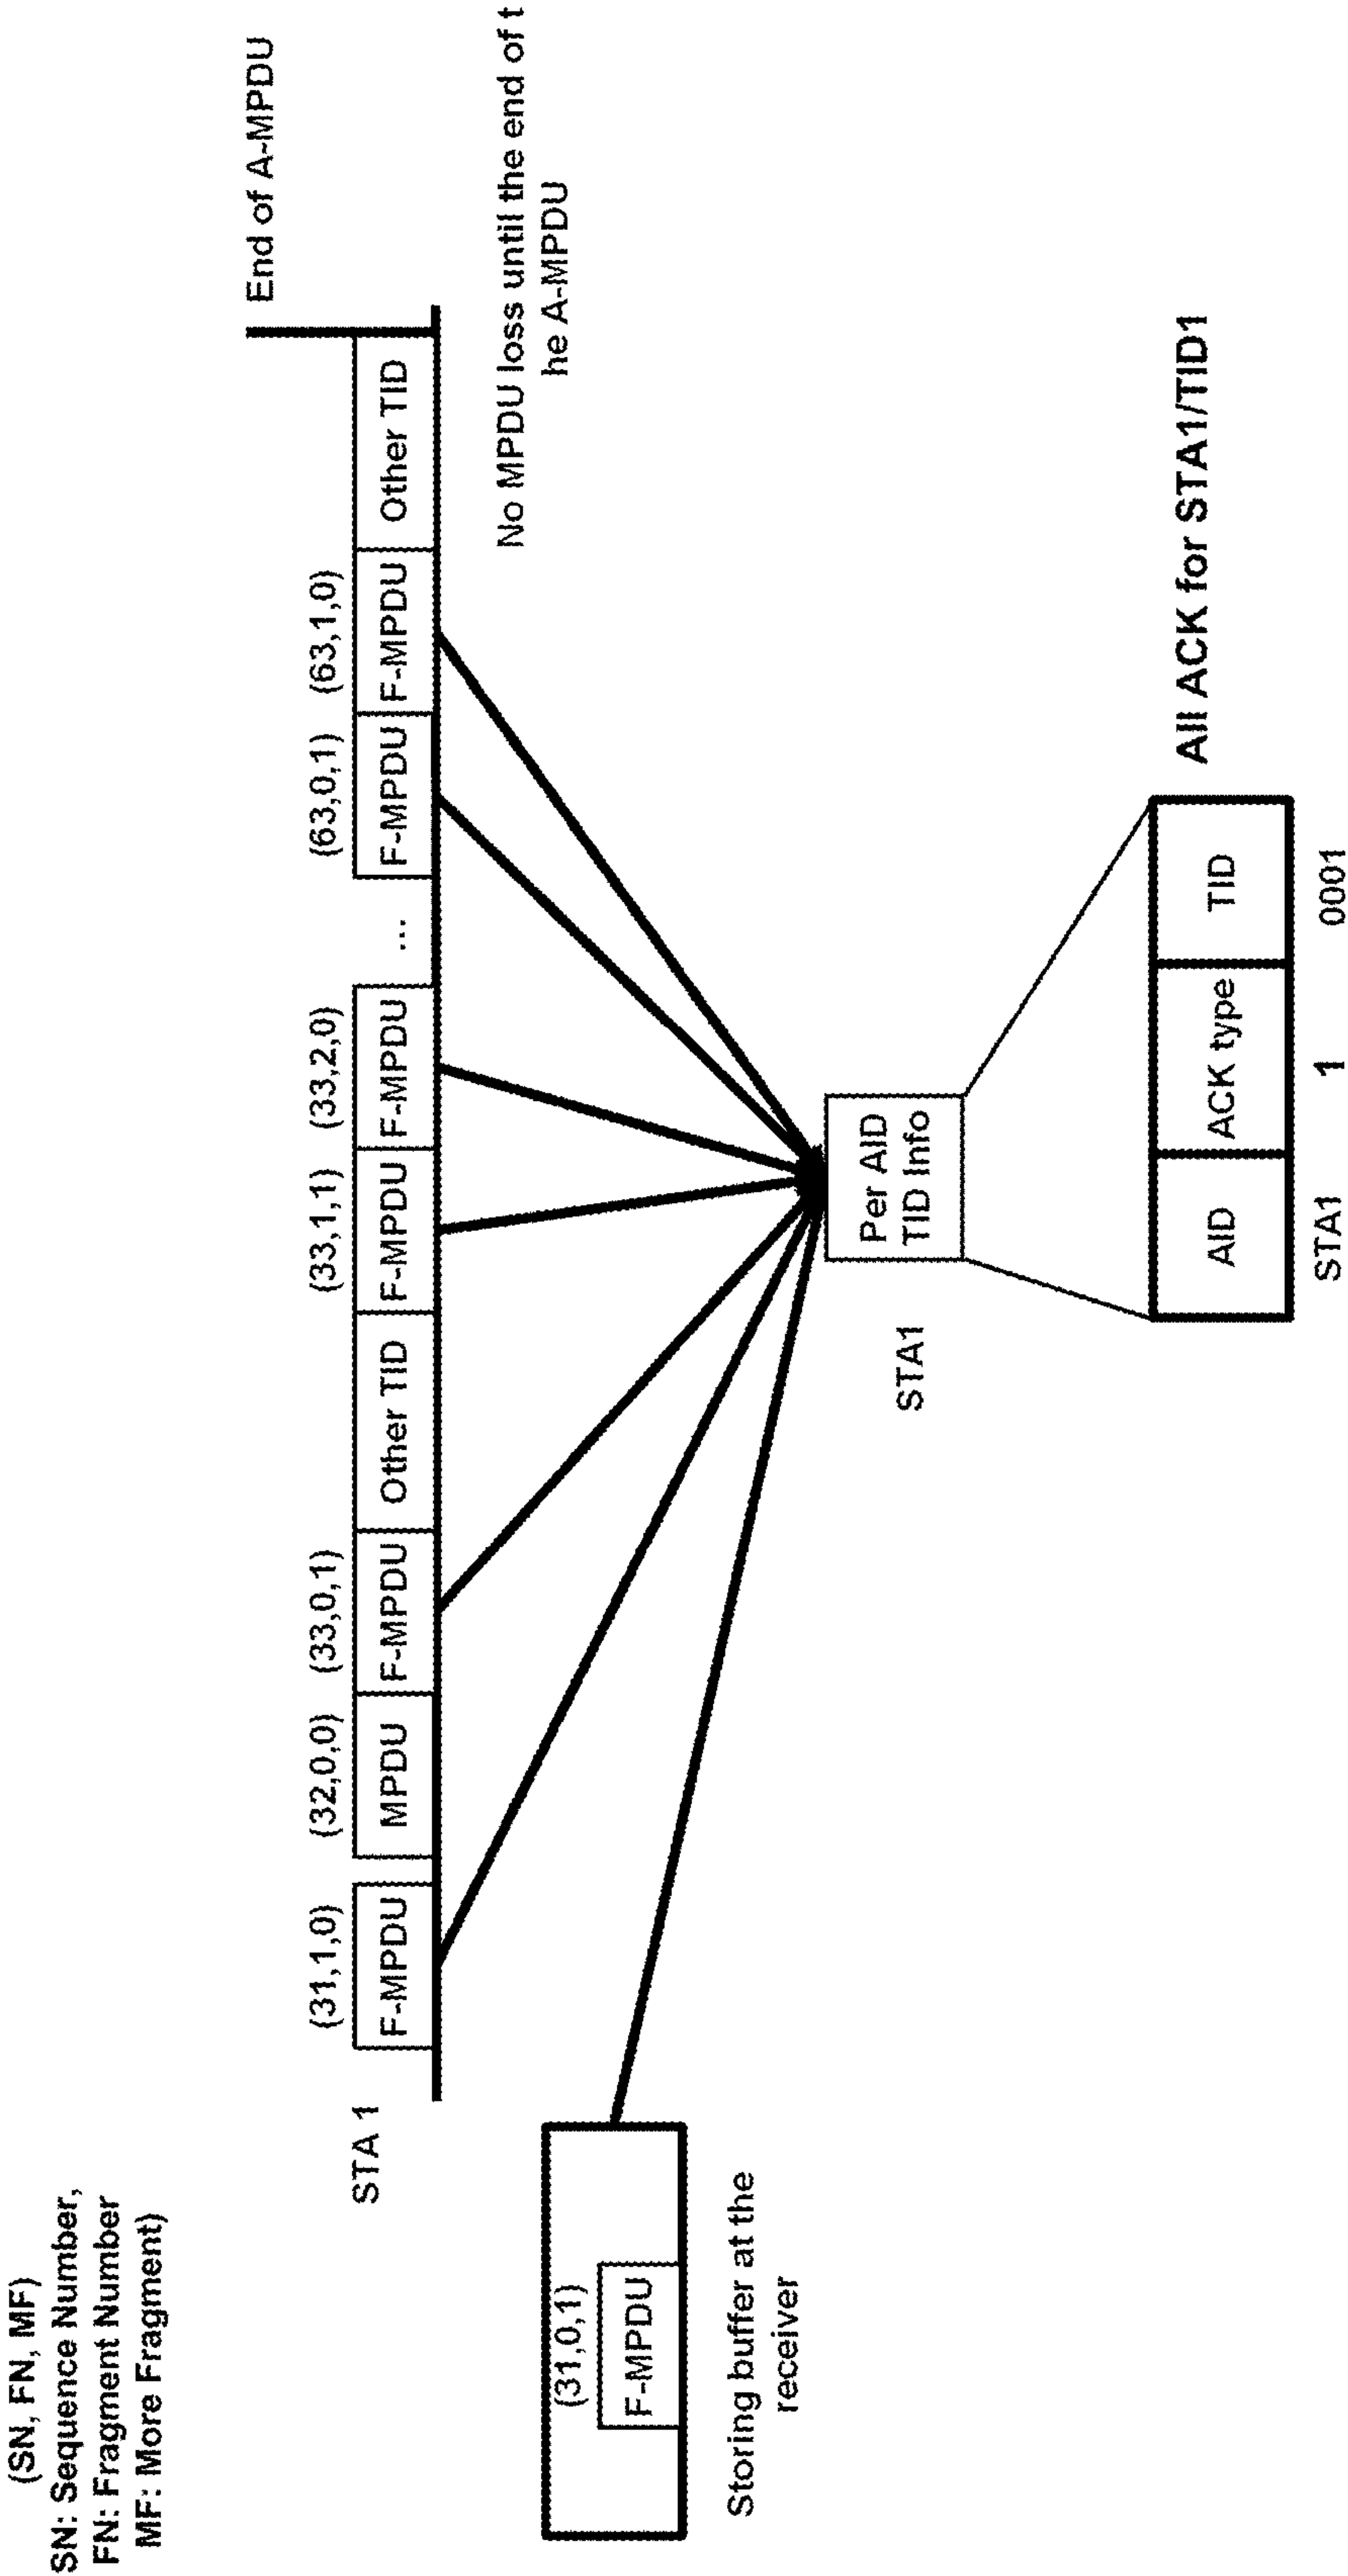 (SN, FN, MF)
SN: Sequence Number,
FN: Fragment Number
MF: More Fragment)
End of A-MPDU
(31,1,0)
(32,0,0)
(33,0,1)
(33,1,1)
(33,2,0)
(63,0,1)
(63,1,0)
STA 1
F-MPDU
MPDU
F-MPDU
Other TID
F-MPDU
F-MPDU
...
F-MPDU
F-MPDU
Other TID
No MPDU loss until the end of t
he A-MPDU
(31,0,1)
F-MPDU
Storing buffer at the
receiver
Per AID
TID Info
STA1
All ACK for STA1/TID1
AID
ACK type
TID
STA1
1
0001